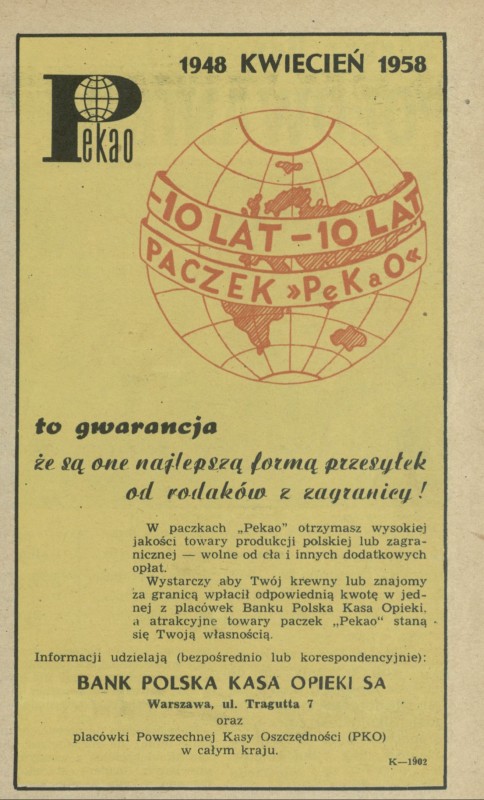 1948 KWIECIEŃ 1958
Pekao
-10 LAT-10 LAT
PACZEK »PeKaO«
to gwarancja
że są one najlepszą formą przesyłek
od rodaków z zagranicy!
W paczkach „Pekao" otrzymasz wysokiej
jakości towary produkcji polskiej lub zagra-
nicznej — wolne od cła i innych dodatkowych
opłat.
Wystarczy aby Twój krewny lub znajomy
za granicą wpłacił odpowiednią kwotę w jed-
nej z placówek Banku Polska Kasa Opieki.
a atrakcyjne towary paczek „Pekao" staną
się Twoją własnością.
Informacji udzielają (bezpośrednio lub korespondencyjnie):
BANK POLSKA KASA OPIEKI SA
Warszawa, ul. Tragutta 7
oraz
placówki Powszechnej Kasy Oszczędności (PKO)
w całym kraju.
K—1902